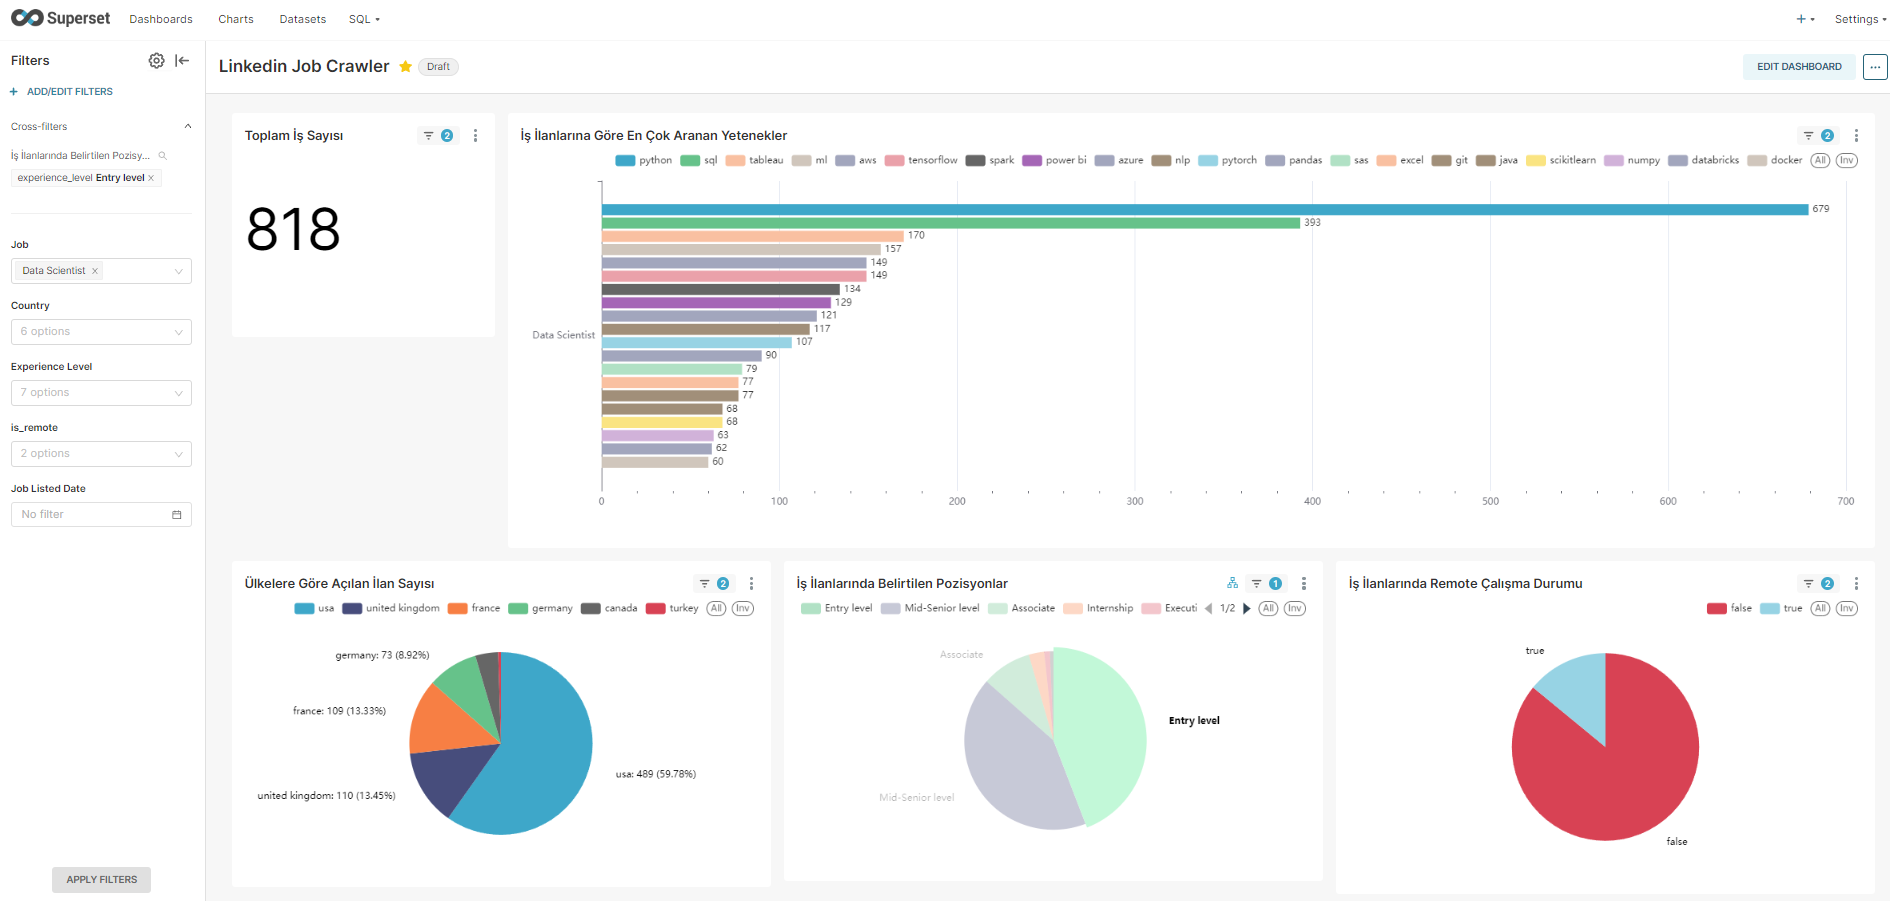 Superset Dashboards Charts Datasets SQL + Settings
Filters
+ ADD/EDIT FILTERS
Cross-filters
İş İlanlarında Belirtilen Pozisy...
experience_level Entry level ×
Job
Data Scientist ×
Country
6 options
Experience Level
7 options
is_remote
2 options
Job Listed Date
No filter
APPLY FILTERS
Linkedin Job Crawler Draft
EDIT DASHBOARD ...
Toplam İş Sayısı 2
818
İş İlanlarına Göre En Çok Aranan Yetenekler 2
python sql tableau ml aws tensorflow spark power bi azure nlp pytorch pandas sas excel git java scikitlearn numpy databricks docker All Inv
679
393
170
157
149
149
134
129
121
117
Data Scientist
107
90
79
77
77
68
68
63
62
60
0 100 200 300 400 500 600 700
Ülkelere Göre Açılan İlan Sayısı 2
usa united kingdom france germany canada turkey All Inv
germany: 73 (8.92%)
france: 109 (13.33%)
usa: 489 (59.78%)
united kingdom: 110 (13.45%)
İş İlanlarında Belirtilen Pozisyonlar 1
Entry level Mid-Senior level Associate Internship Executi 1/2 All Inv
Associate
Entry level
Mid-Senior level
İş İlanlarında Remote Çalışma Durumu 2
false true All Inv
true
false